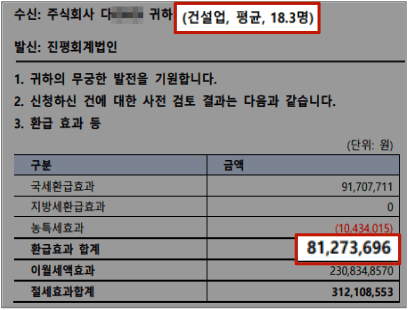 수신: 주식회사 다 귀하 (건설업, 평균, 18.3명)
발신: 진평회계법인
1. 귀하의 무궁한 발전을 기원합니다.
2. 신청하신 건에 대한 사전 검토 결과는 다음과 같습니다.
3. 환급 효과 등
(단위: 원)
구분 금액
국세환급효과 91,707,711
지방세환급효과 0
농특세효과 (10,434,015)
환급효과 합계 81,273,696
이월세액효과 230,834,8570
절세효과합계 312,108,553